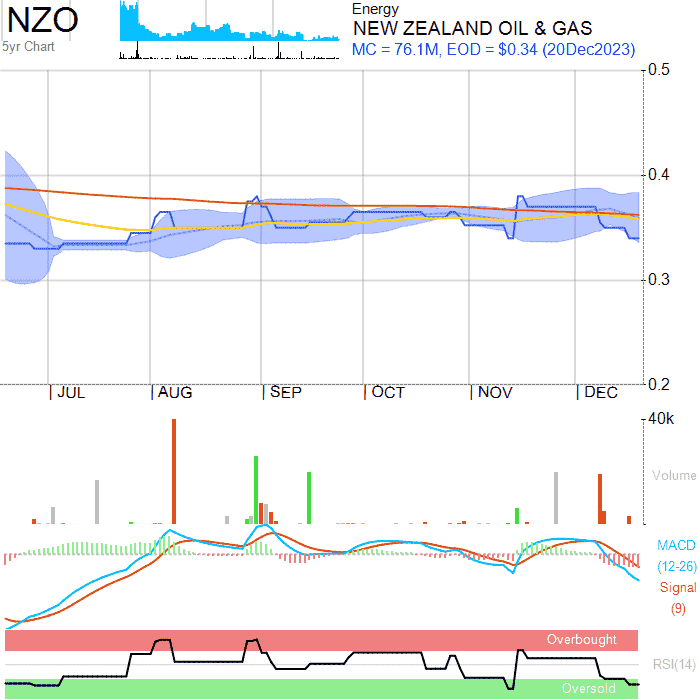 NZO
5yr Chart
Energy
NEW ZEALAND OIL & GAS
MC = 76.1M, EOD = $0.34 (20Dec2023)
0.5
0.4
0.3
0.2
JUL AUG SEP OCT NOV DEC
40k
Volume
MACD
(12-26)
Signal
(9)
Overbought
RSI(14)
Oversold